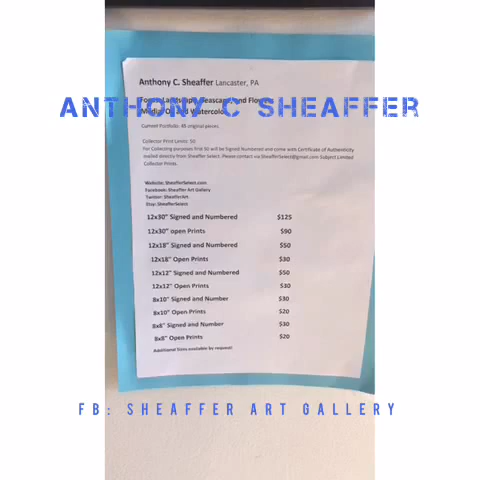 Anthony C. Sheaffer Lancaster, PA
ANTHONY C SHEAFFER
Current Portfolio: 45 original pieces
Collector Print Limits: 50
For Collecting purposes first 50 will be Signed Numbered and come with Certificate of Authenticity
mailed directly from Sheaffer Select. Please contact via SheafferSelect@gmail.com Subject Limited
Collector Prints.
Website: SheafferSelect.com
Facebook: Sheaffer Art Gallery
Twitter: SheafferArt
Etsy: SheafferSelect
12x30" Signed and Numbered $125
12x30" open Prints $90
12x18" Signed and Numbered $50
12x18" Open Prints $30
12x12" Signed and Numbered $50
12x12" Open Prints $30
8x10" Signed and Number $30
8x10" Open Prints $20
8x8" Signed and Number $30
8x8" Open Prints $20
Additional Sizes available by request
FB: SHEAFFER ART GALLERY